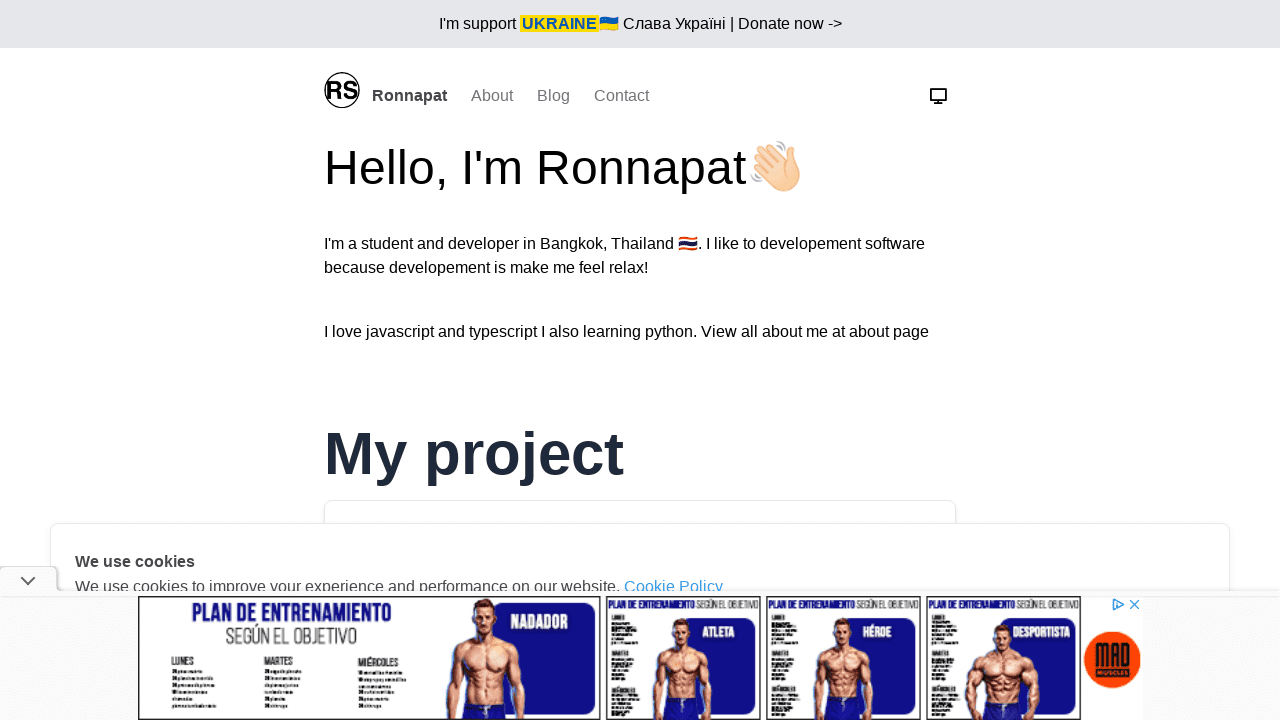 I'm support UKRAINE🇺🇦 Слава Україні | Donate now ->
RS Ronnapat About Blog Contact
Hello, I'm Ronnapat👋🏻
I'm a student and developer in Bangkok, Thailand 🇹🇭. I like to developement software
because developement is make me feel relax!
I love javascript and typescript I also learning python. View all about me at about page
My project
We use cookies
We use cookies to improve your experience and performance on our website. Cookie Policy
PLAN DE ENTRENAMIENTO
SEGÚN EL OBJETIVO
LUNES MARTES MIÉRCOLES
NADADOR
PLAN DE ENTRENAMIENTO SEGÚN EL OBJETIVO
ATLETA
PLAN DE ENTRENAMIENTO SEGÚN EL OBJETIVO
HÉROE
PLAN DE ENTRENAMIENTO SEGÚN EL OBJETIVO
DESPORTISTA
MAD
MUSCLES